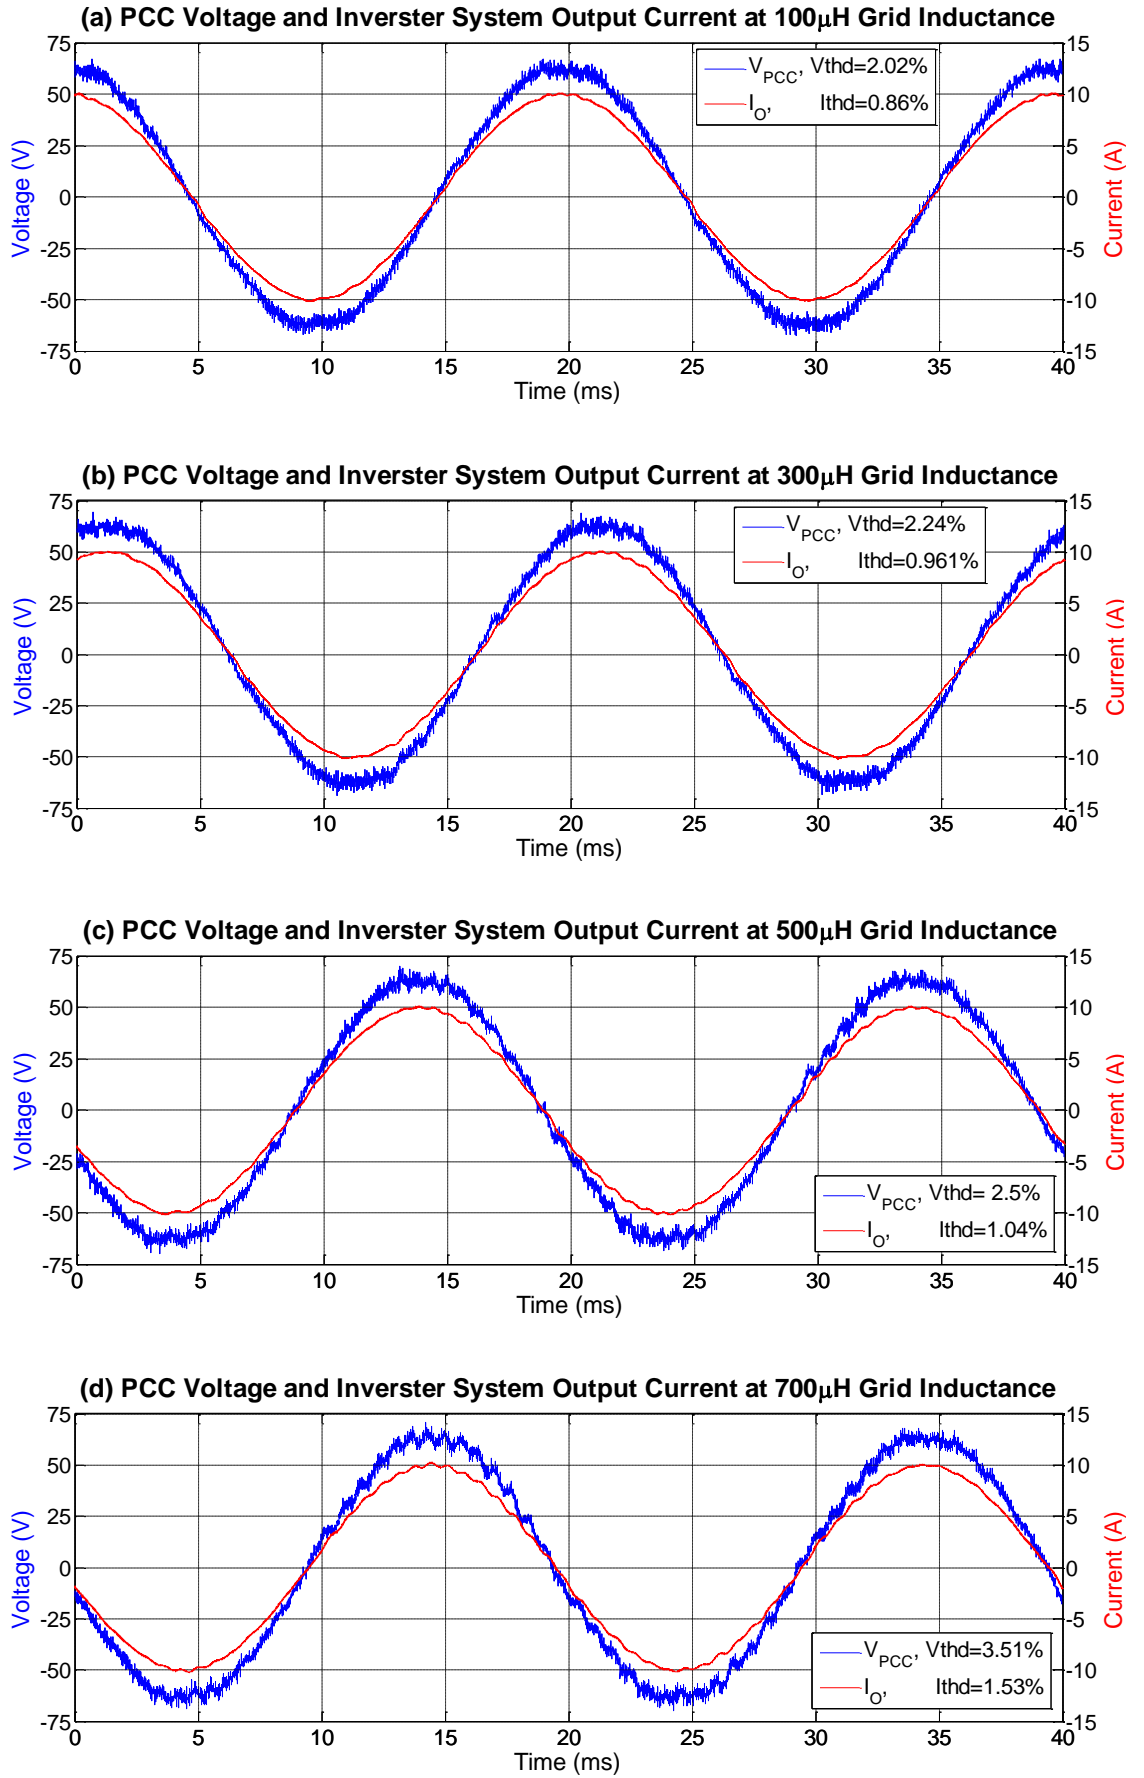 (a) PCC Voltage and Inverster System Output Current at 100μH Grid Inductance
75
50
25
0
-25
-50
-75
Voltage (V)
15
10
5
0
-5
-10
-15
Current (A)
V_PCC, Vthd=2.02%
I_O, Ithd=0.86%
0 5 10 15 20 25 30 35 40
Time (ms)
(b) PCC Voltage and Inverster System Output Current at 300μH Grid Inductance
75
50
25
0
-25
-50
-75
Voltage (V)
15
10
5
0
-5
-10
-15
Current (A)
V_PCC, Vthd=2.24%
I_O, Ithd=0.961%
0 5 10 15 20 25 30 35 40
Time (ms)
(c) PCC Voltage and Inverster System Output Current at 500μH Grid Inductance
75
50
25
0
-25
-50
-75
Voltage (V)
15
10
5
0
-5
-10
-15
Current (A)
V_PCC, Vthd= 2.5%
I_O, Ithd=1.04%
0 5 10 15 20 25 30 35 40
Time (ms)
(d) PCC Voltage and Inverster System Output Current at 700μH Grid Inductance
75
50
25
0
-25
-50
-75
Voltage (V)
15
10
5
0
-5
-10
-15
Current (A)
V_PCC, Vthd=3.51%
I_O, Ithd=1.53%
0 5 10 15 20 25 30 35 40
Time (ms)